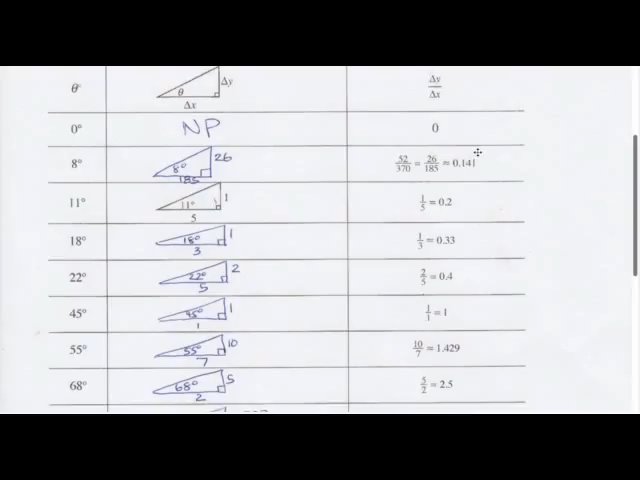 θ° θ Δy Δx Δy/Δx
0° NP 0
8° 8° 26 185 52/370 = 26/185 ≈ 0.141
11° 11° 1 5 1/5 = 0.2
18° 18° 1 3 1/3 ≈ 0.33
22° 22° 2 5 2/5 = 0.4
45° 45° 1 1 1/1 = 1
55° 55° 10 7 10/7 ≈ 1.429
68° 68° 5 2 5/2 = 2.5